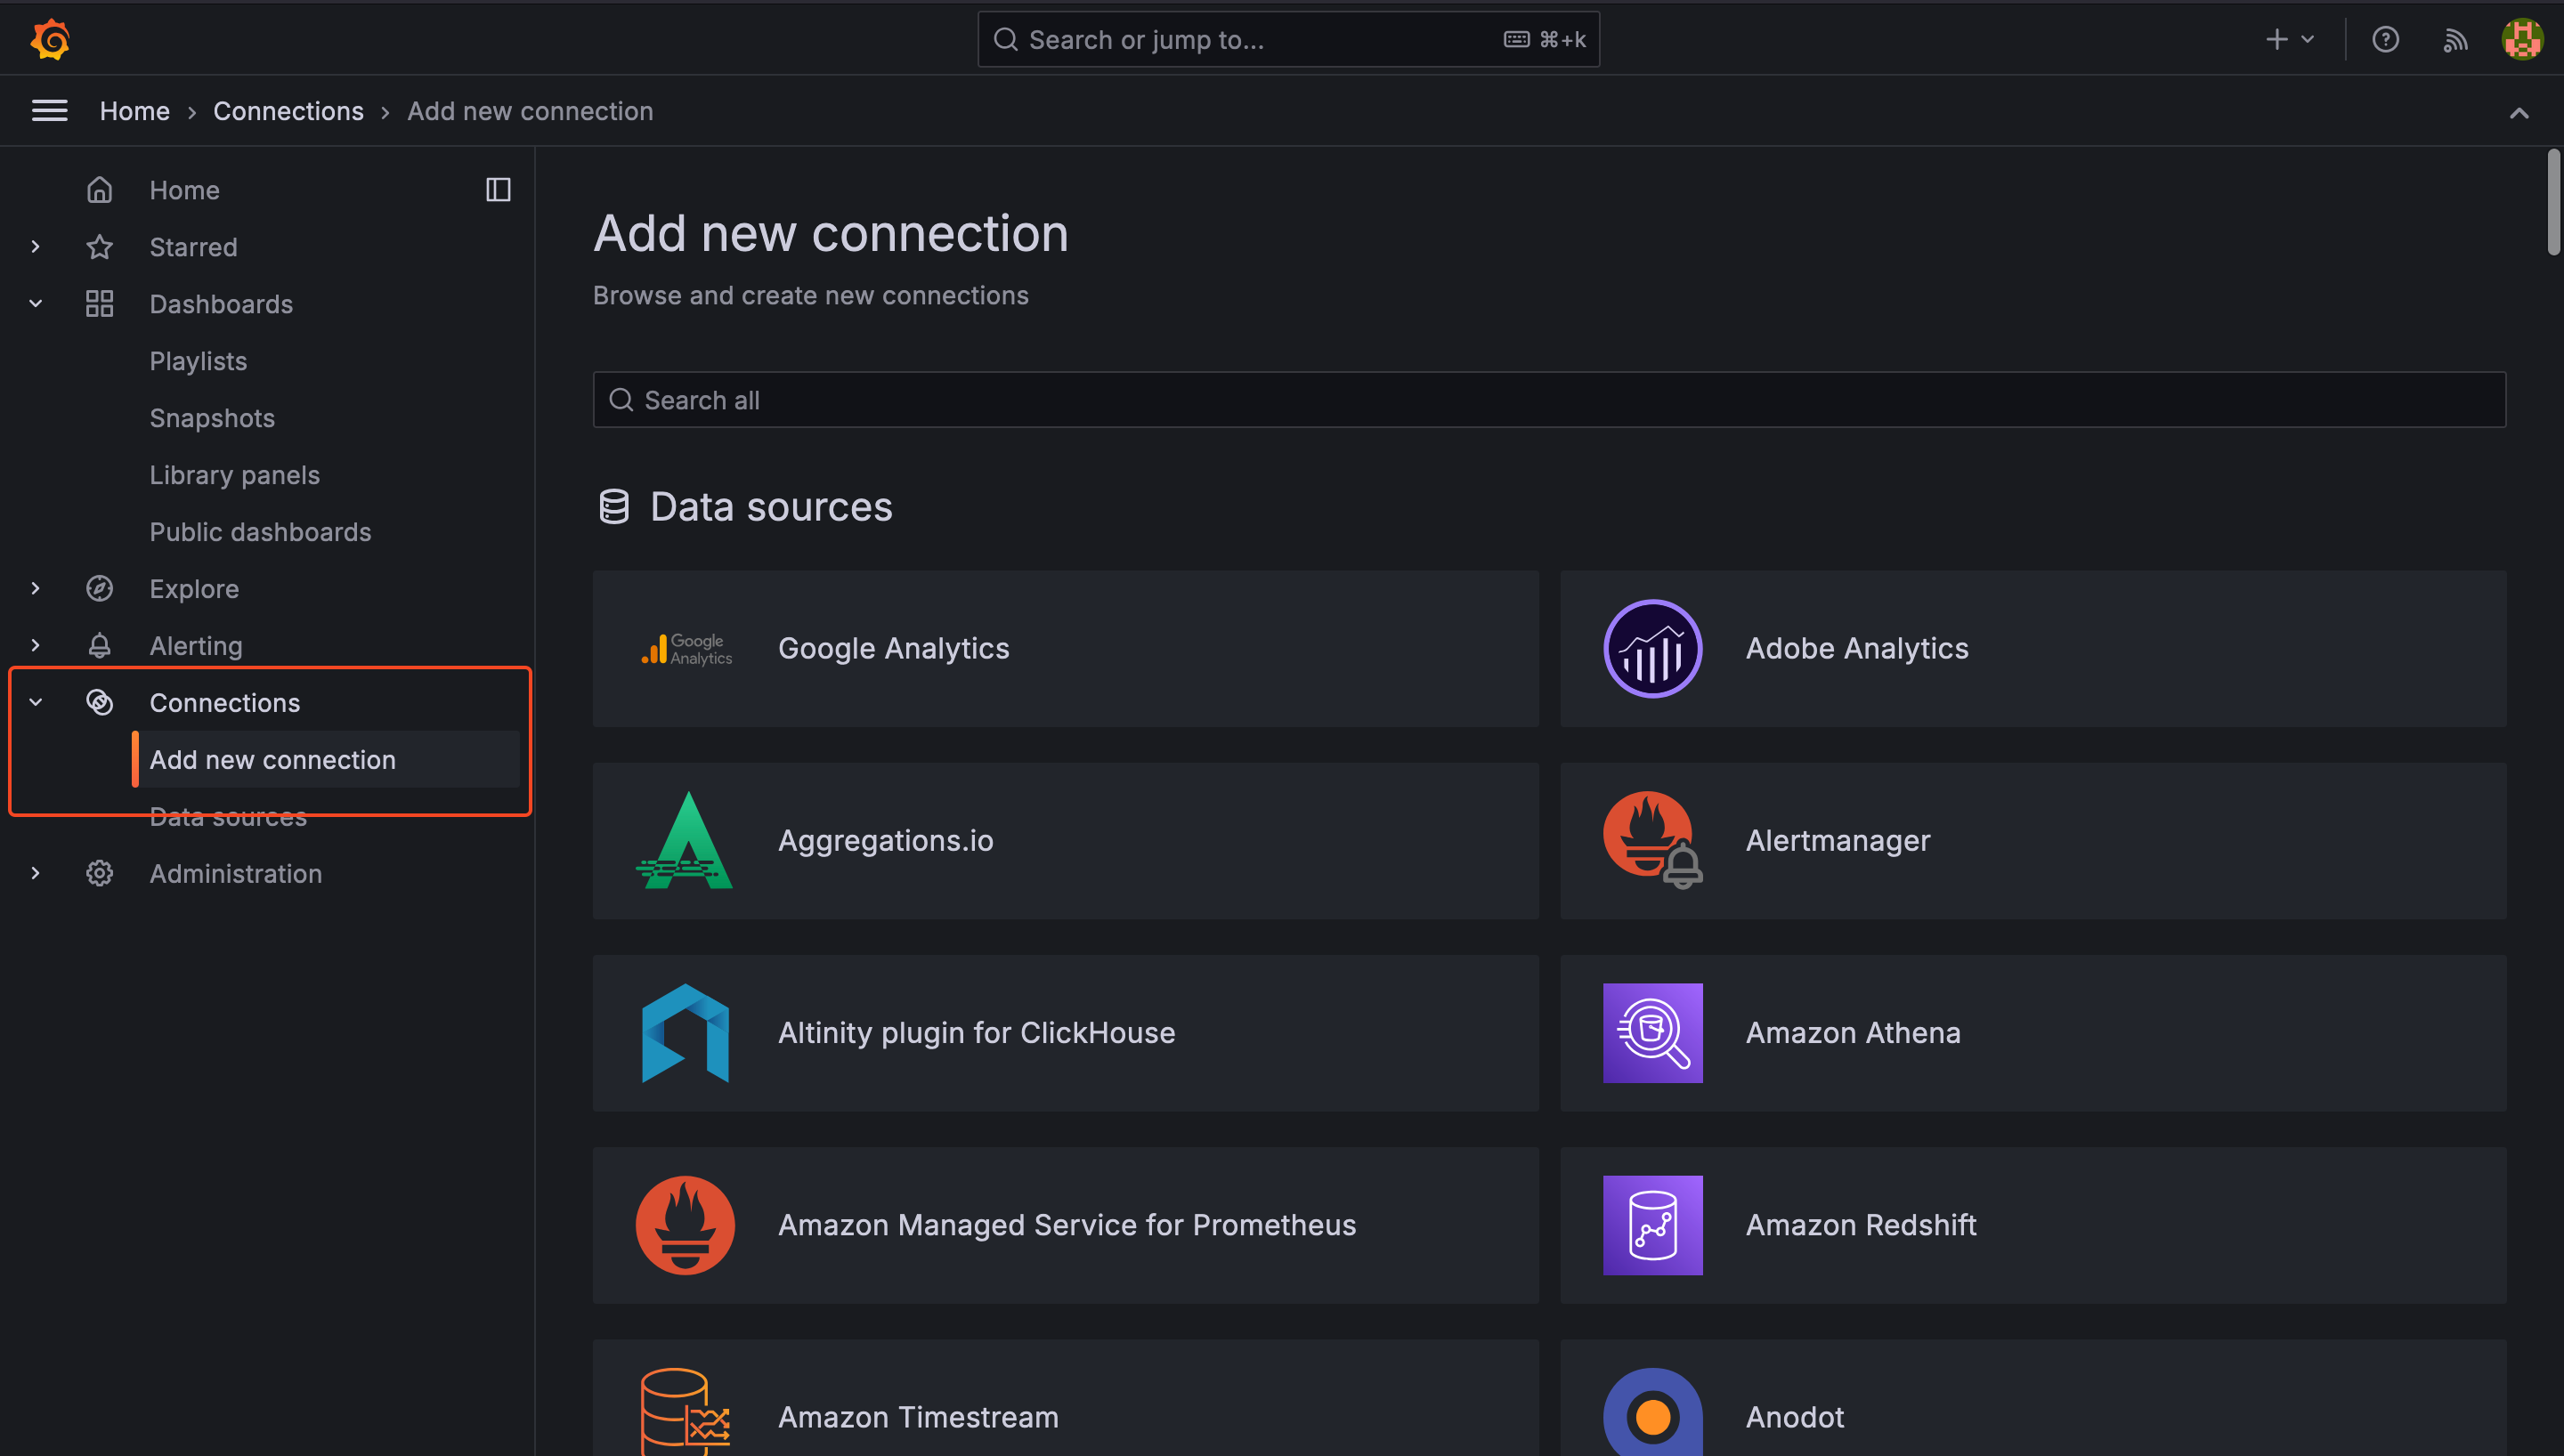 Search or jump to...
⌘+k
Home › Connections › Add new connection
Home
Starred
Dashboards
Playlists
Snapshots
Library panels
Public dashboards
Explore
Alerting
Connections
Add new connection
Data sources
Administration
Add new connection
Browse and create new connections
Search all
Data sources
Google
Analytics
Google Analytics
Adobe Analytics
Aggregations.io
Alertmanager
Altinity plugin for ClickHouse
Amazon Athena
Amazon Managed Service for Prometheus
Amazon Redshift
Amazon Timestream
Anodot